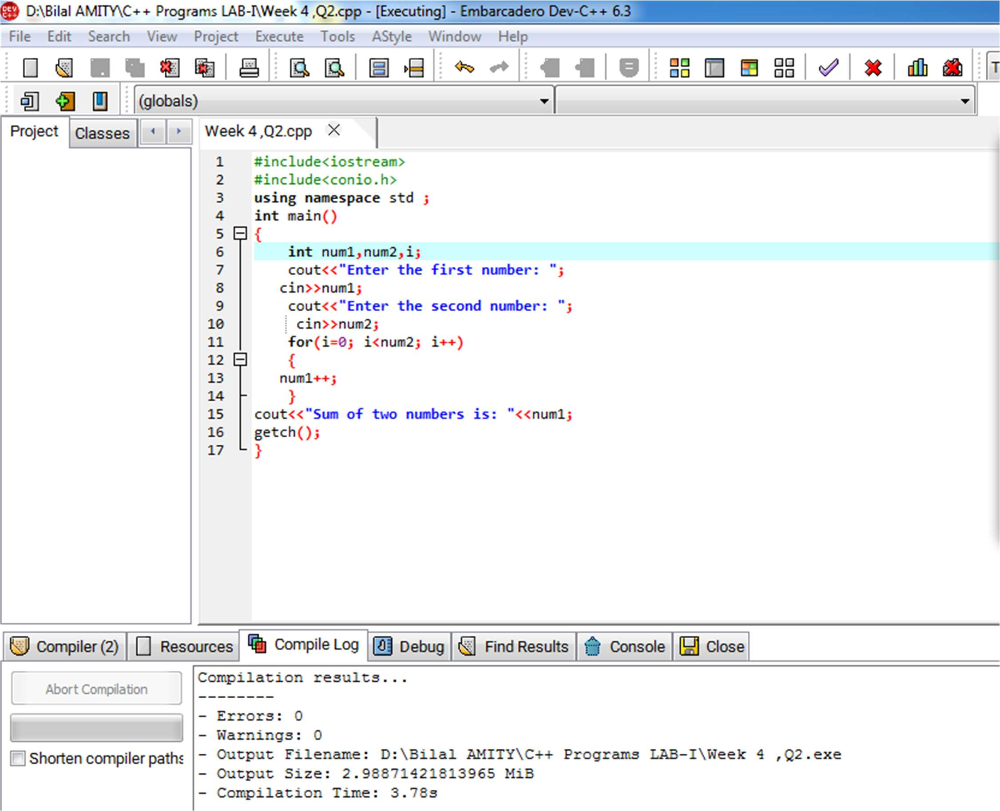 D:\Bilal AMITY\C++ Programs LAB-I\Week 4 ,Q2.cpp - [Executing] - Embarcadero Dev-C++ 6.3
File Edit Search View Project Execute Tools AStyle Window Help
(globals)
Project Classes Week 4 ,Q2.cpp
1 #include<iostream>
2 #include<conio.h>
3 using namespace std ;
4 int main()
5 {
6 int num1,num2,i;
7 cout<<"Enter the first number: ";
8 cin>>num1;
9 cout<<"Enter the second number: ";
10 cin>>num2;
11 for(i=0; i<num2; i++)
12 {
13 num1++;
14 }
15 cout<<"Sum of two numbers is: "<<num1;
16 getch();
17 }
Compiler (2) Resources Compile Log Debug Find Results Console Close
Abort Compilation
Shorten compiler paths
Compilation results...
--------
- Errors: 0
- Warnings: 0
- Output Filename: D:\Bilal AMITY\C++ Programs LAB-I\Week 4 ,Q2.exe
- Output Size: 2.98871421813965 MiB
- Compilation Time: 3.78s